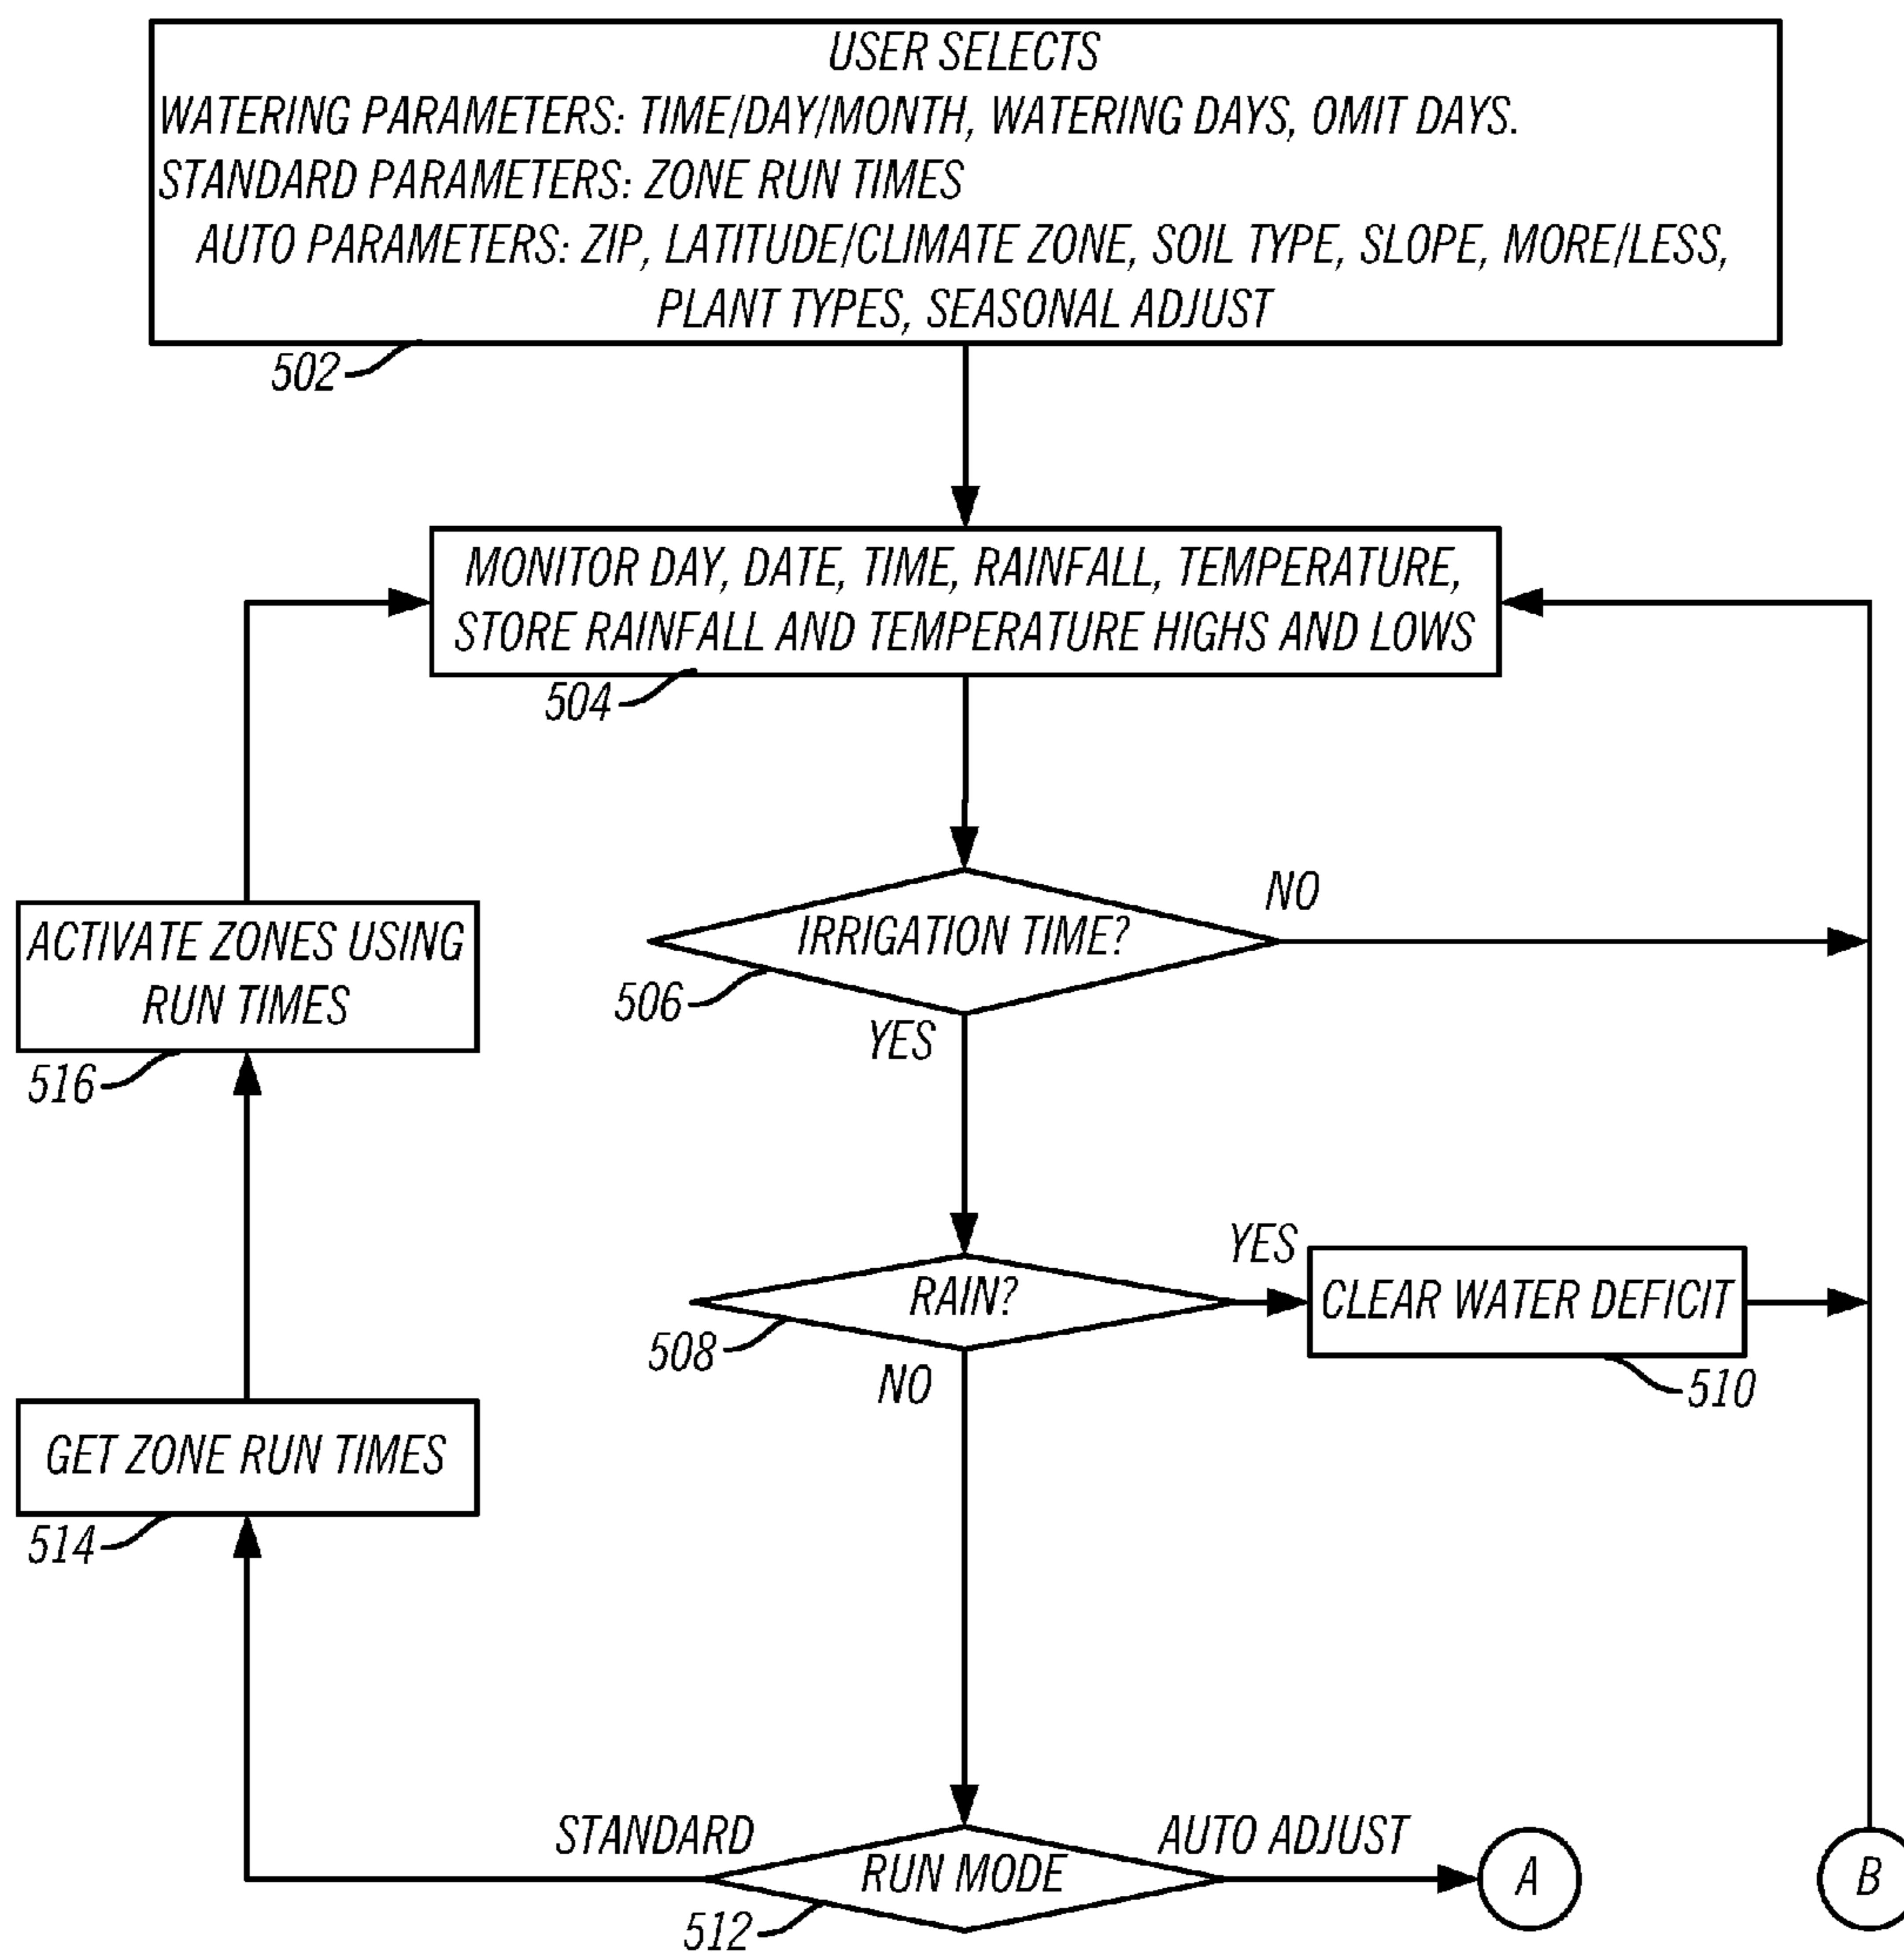 USER SELECTS
WATERING PARAMETERS: TIME/DAY/MONTH, WATERING DAYS, OMIT DAYS.
STANDARD PARAMETERS: ZONE RUN TIMES
AUTO PARAMETERS: ZIP, LATITUDE/CLIMATE ZONE, SOIL TYPE, SLOPE, MORE/LESS,
PLANT TYPES, SEASONAL ADJUST
502
MONITOR DAY, DATE, TIME, RAINFALL, TEMPERATURE,
STORE RAINFALL AND TEMPERATURE HIGHS AND LOWS
504
IRRIGATION TIME?
NO
506
YES
ACTIVATE ZONES USING
RUN TIMES
516
RAIN?
YES
CLEAR WATER DEFICIT
508
NO
510
GET ZONE RUN TIMES
514
STANDARD
RUN MODE
AUTO ADJUST
512
A
B